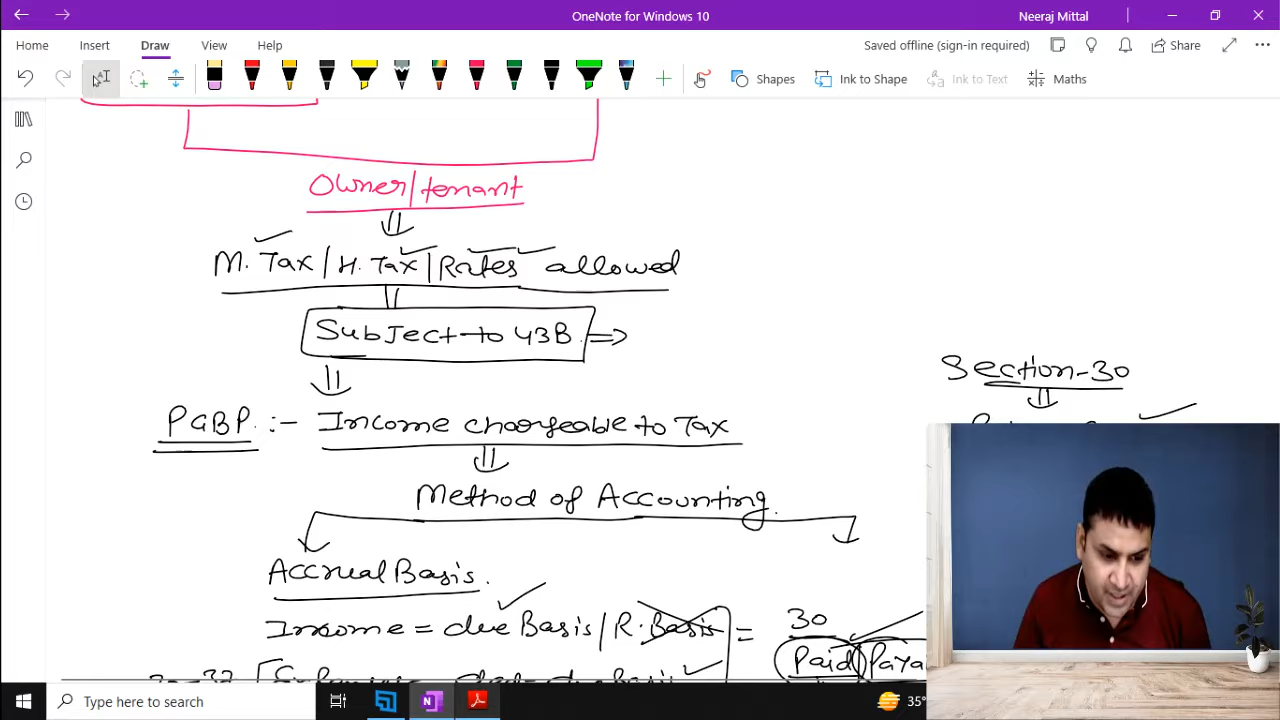 OneNote for Windows 10
Neeraj Mittal
Home Insert Draw View Help
Saved offline (sign-in required)
Share
Shapes
Ink to Shape
Ink to Text
Maths
Owner/tenant
M. Tax/H. Tax/Rates allowed
Subject to 43B
Section-30
PGBP :- Income chargeable to Tax
Method of Accounting
Accrual Basis.
Income = due Basis/R. Basis =
30
Paid Paya
Type here to search
35°